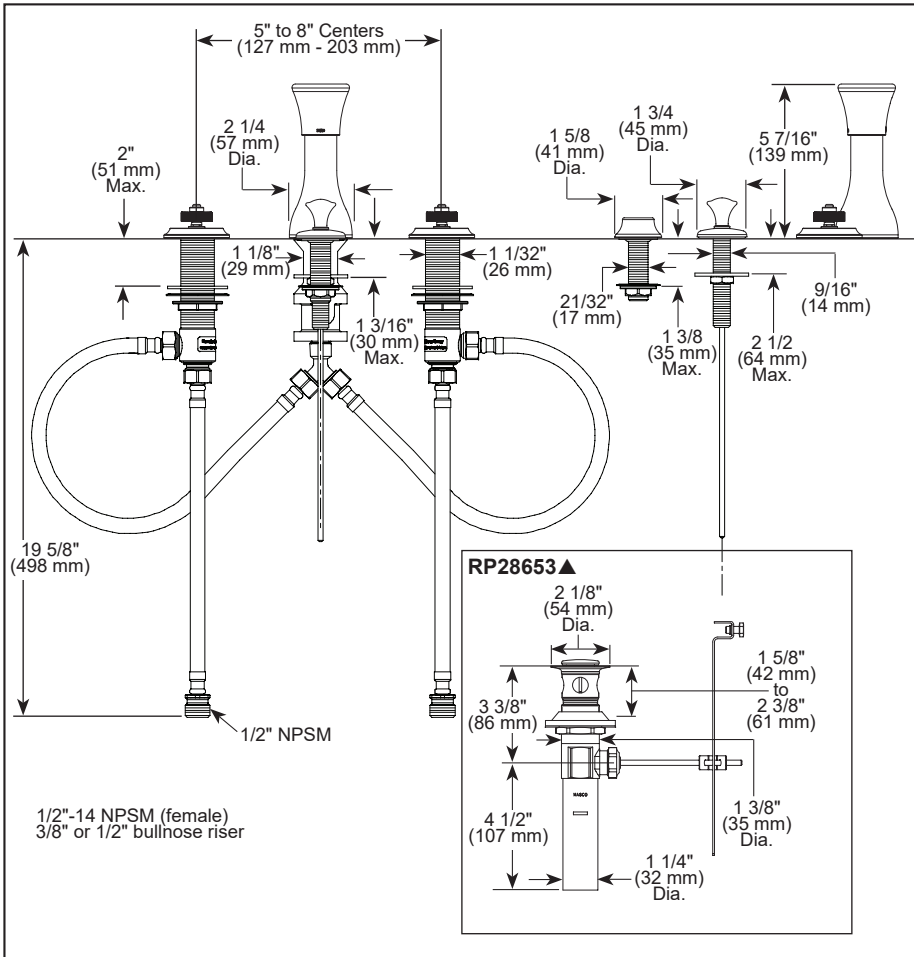 5" to 8" Centers
(127 mm - 203 mm)
2 1/4
(57 mm)
Dia.
2"
(51 mm)
Max.
1 5/8
(41 mm)
Dia.
1 3/4
(45 mm)
Dia.
5 7/16"
(139 mm)
1 1/8"
(29 mm)
1 1/32"
(26 mm)
1 3/16"
(30 mm)
Max.
21/32"
(17 mm)
1 3/8
(35 mm)
Max.
9/16"
(14 mm)
2 1/2
(64 mm)
Max.
19 5/8"
(498 mm)
1/2" NPSM
1/2"-14 NPSM (female)
3/8" or 1/2" bullnose riser
RP28653▲
2 1/8"
(54 mm)
Dia.
3 3/8"
(86 mm)
1 5/8"
(42 mm)
to
2 3/8"
(61 mm)
MASCO
4 1/2"
(107 mm)
1 3/8"
(35 mm)
Dia.
1 1/4"
(32 mm)
Dia.